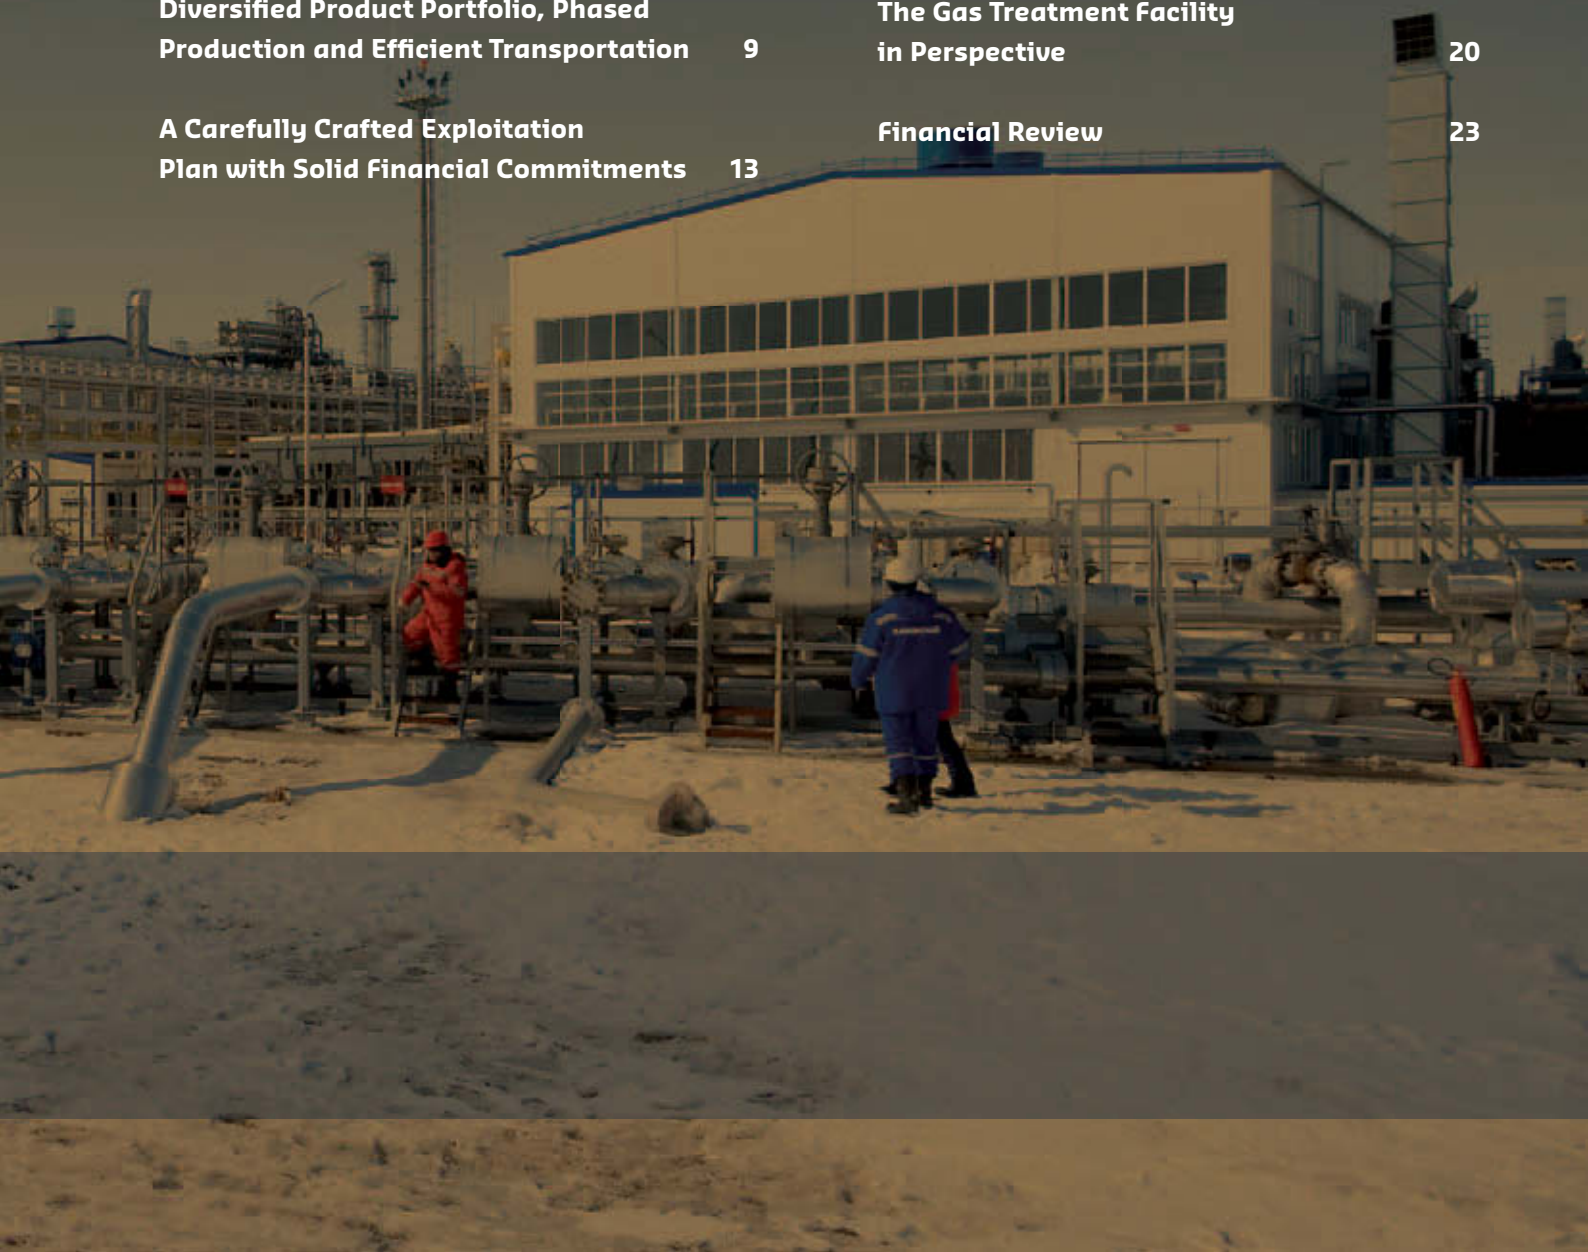 Diversified Product Portfolio, Phased
Production and Efficient Transportation 9
A Carefully Crafted Exploitation
Plan with Solid Financial Commitments 13
The Gas Treatment Facility
in Perspective 20
Financial Review 23